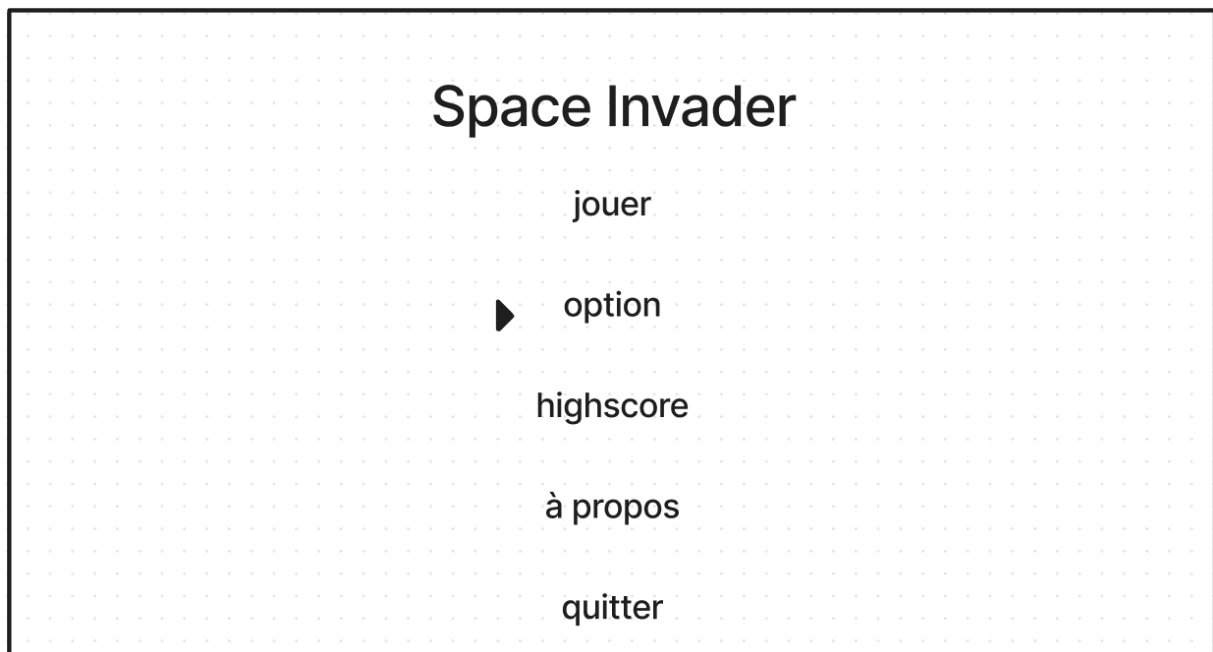 Space Invader
jouer
option
highscore
à propos
quitter